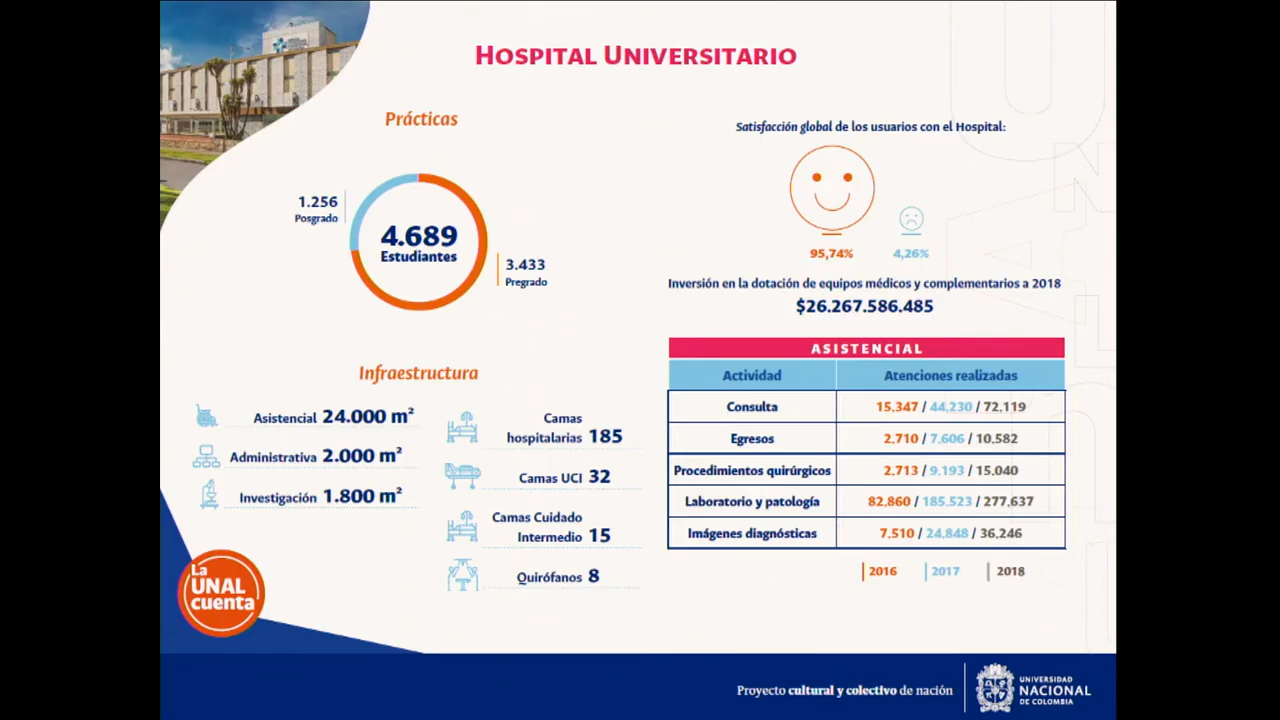 HOSPITAL UNIVERSITARIO
Prácticas
1.256
Posgrado
4.689
Estudiantes
3.433
Pregrado
Satisfacción global de los usuarios con el Hospital:
95,74%
4,26%
Inversión en la dotación de equipos médicos y complementarios a 2018
$26.267.586.485
Infraestructura
Asistencial 24.000 m²
Administrativa 2.000 m²
Investigación 1.800 m²
Camas
hospitalarias 185
Camas UCI 32
Camas Cuidado
Intermedio 15
Quirófanos 8
ASISTENCIAL
Actividad Atenciones realizadas
Consulta 15.347 / 44.230 / 72.119
Egresos 2.710 / 7.606 / 10.582
Procedimientos quirúrgicos 2.713 / 9.193 / 15.040
Laboratorio y patología 82.860 / 185.523 / 277.637
Imágenes diagnósticas 7.510 / 24.848 / 36.246
2016 2017 2018
La
UNAL
cuenta
Proyecto cultural y colectivo de nación
UNIVERSIDAD
NACIONAL
DE COLOMBIA